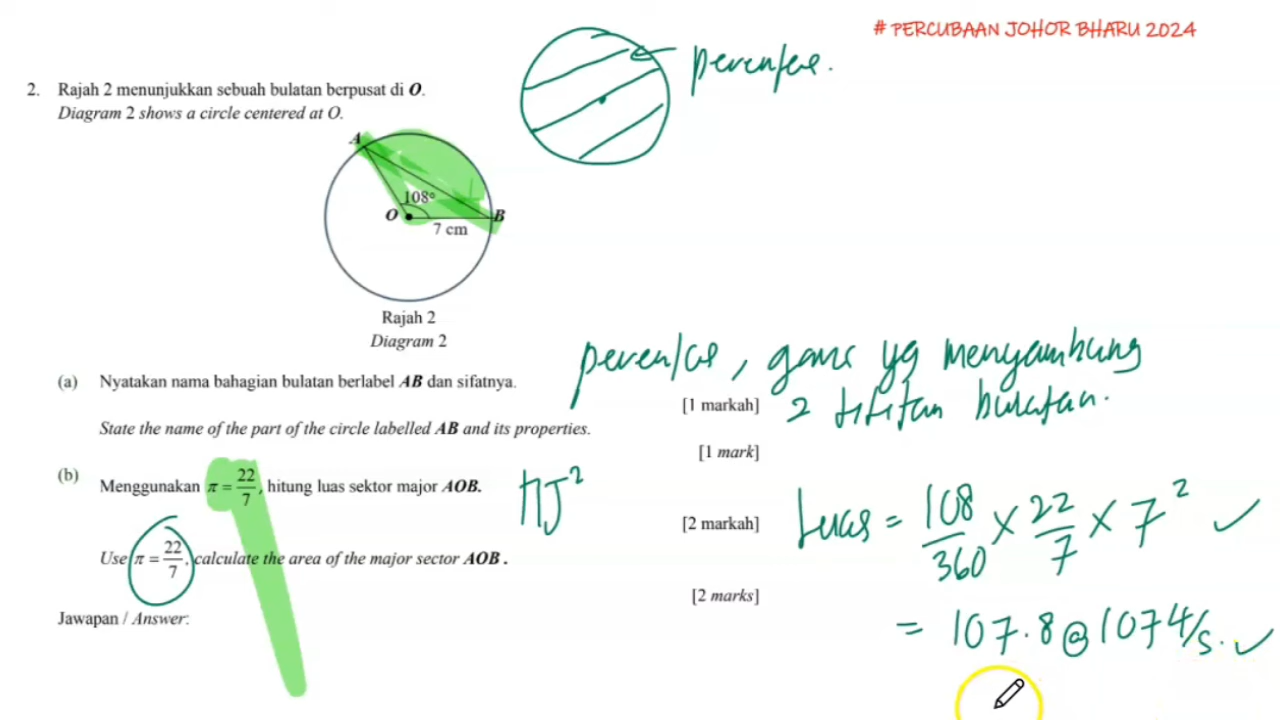 # PERCUBAAN JOHOR BHARU 2024
perentas.
2. Rajah 2 menunjukkan sebuah bulatan berpusat di O.
Diagram 2 shows a circle centered at O.
A
108°
O
B
7 cm
Rajah 2
Diagram 2
perentas, garis yg menyambung
2 titik bulatan.
(a) Nyatakan nama bahagian bulatan berlabel AB dan sifatnya.
[1 markah]
State the name of the part of the circle labelled AB and its properties.
[1 mark]
(b) Menggunakan π = 22/7, hitung luas sektor major AOB.
πj²
[2 markah]
Luas = 108/360 × 22/7 × 7² ✓
Use π = 22/7, calculate the area of the major sector AOB.
[2 marks]
= 107.8 @ 107 4/5. ✓
Jawapan / Answer: